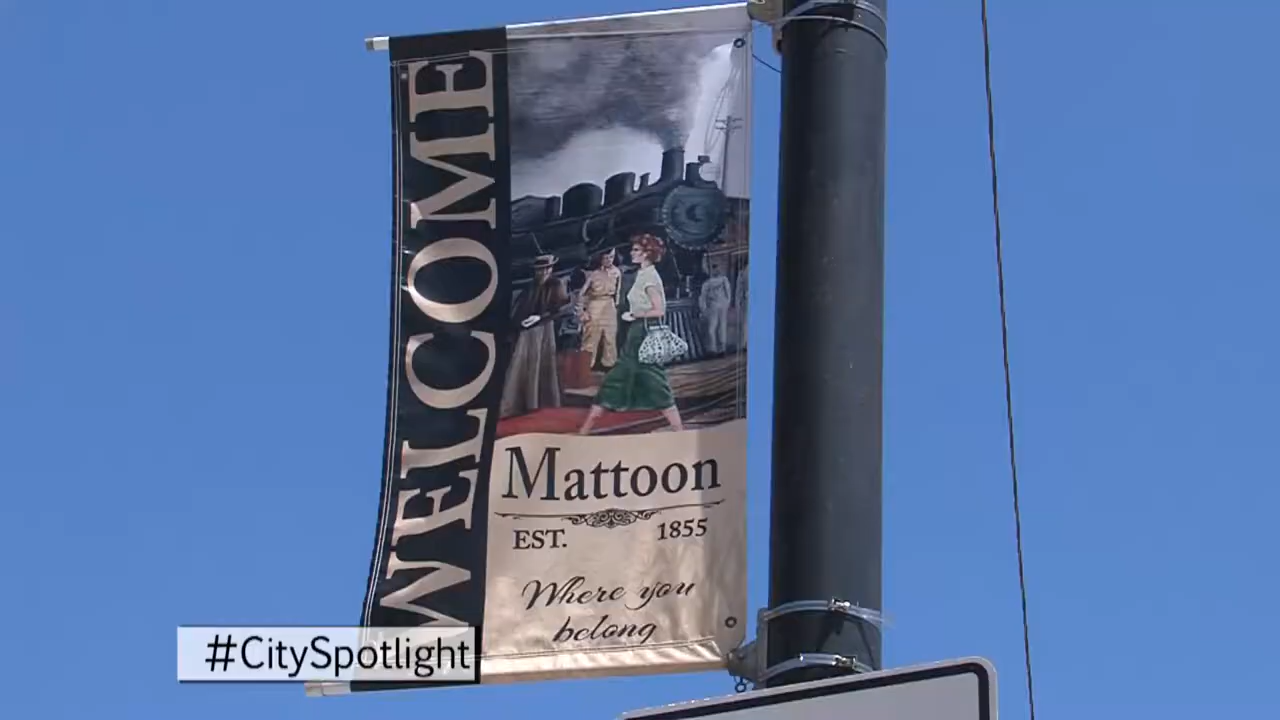 WELCOME
Mattoon
EST. 1855
Where you
belong
#CitySpotlight